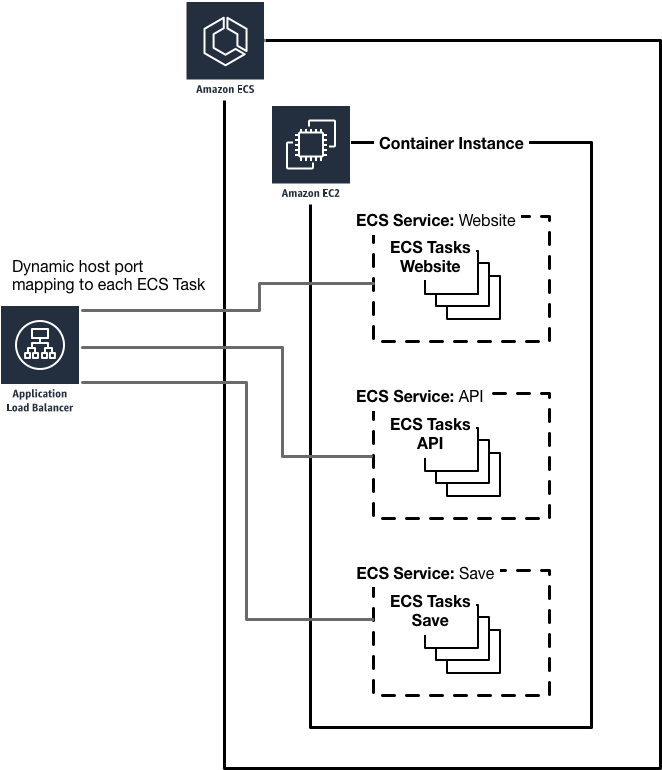 Amazon ECS
Container Instance
Amazon EC2
ECS Service: Website
ECS Tasks
Website
Dynamic host port
mapping to each ECS Task
Application
Load Balancer
ECS Service: API
ECS Tasks
API
ECS Service: Save
ECS Tasks
Save